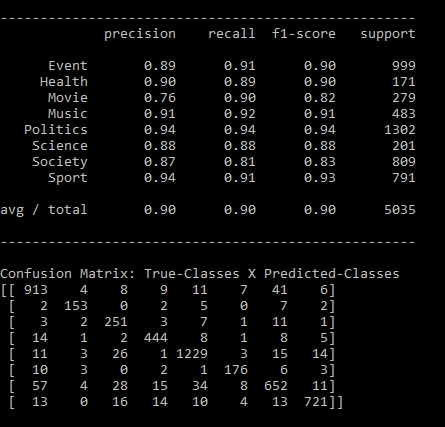 -----------------------------------------------------
precision recall f1-score support
Event 0.89 0.91 0.90 999
Health 0.90 0.89 0.90 171
Movie 0.76 0.90 0.82 279
Music 0.91 0.92 0.91 483
Politics 0.94 0.94 0.94 1302
Science 0.88 0.88 0.88 201
Society 0.87 0.81 0.83 809
Sport 0.94 0.91 0.93 791
avg / total 0.90 0.90 0.90 5035
-----------------------------------------------------
Confusion Matrix: True-Classes X Predicted-Classes
[[ 913 4 8 9 11 7 41 6]
[ 2 153 0 2 5 0 7 2]
[ 3 2 251 3 7 1 11 1]
[ 14 1 2 444 8 1 8 5]
[ 11 3 26 1 1229 3 15 14]
[ 10 3 0 2 1 176 6 3]
[ 57 4 28 15 34 8 652 11]
[ 13 0 16 14 10 4 13 721]]